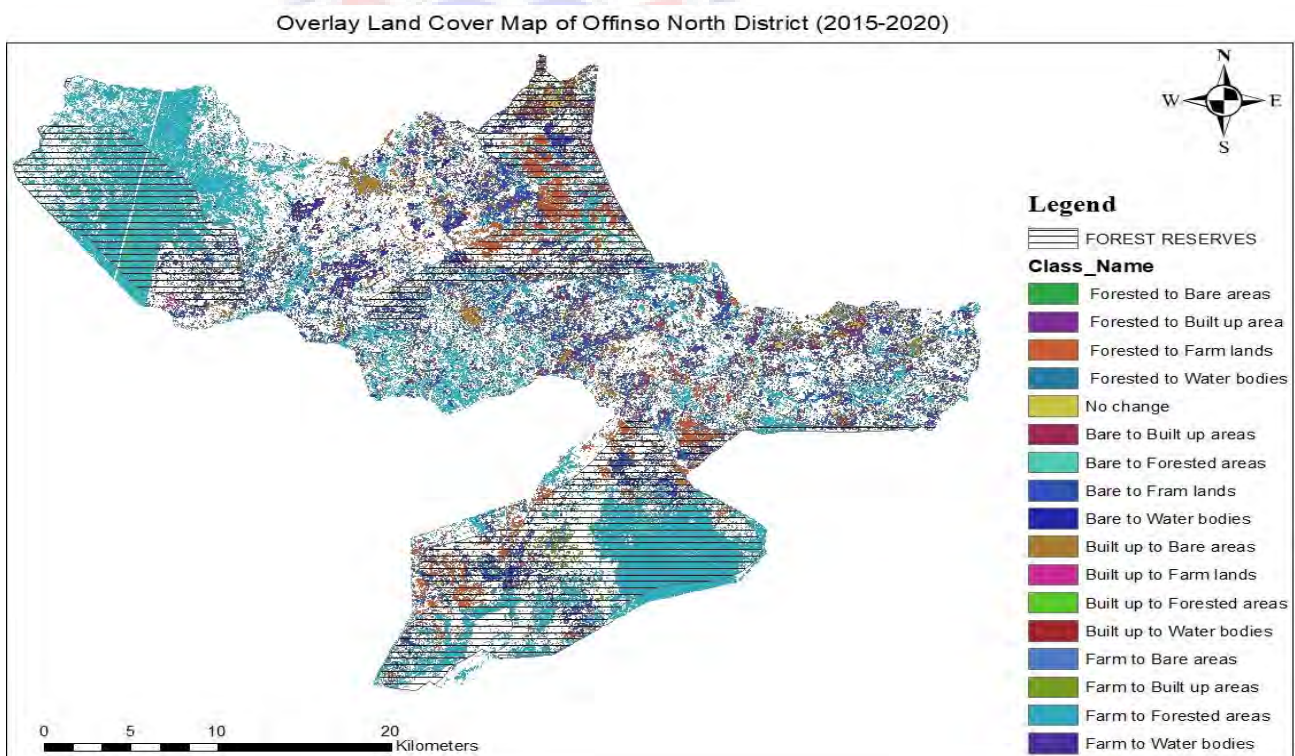 Overlay Land Cover Map of Offinso North District (2015-2020)
N
W
E
S
Legend
FOREST RESERVES
Class_Name
Forested to Bare areas
Forested to Built up area
Forested to Farm lands
Forested to Water bodies
No change
Bare to Built up areas
Bare to Forested areas
Bare to Fram lands
Bare to Water bodies
Built up to Bare areas
Built up to Farm lands
Built up to Forested areas
Built up to Water bodies
Farm to Bare areas
Farm to Built up areas
Farm to Forested areas
Farm to Water bodies
0 5 10 20
Kilometers